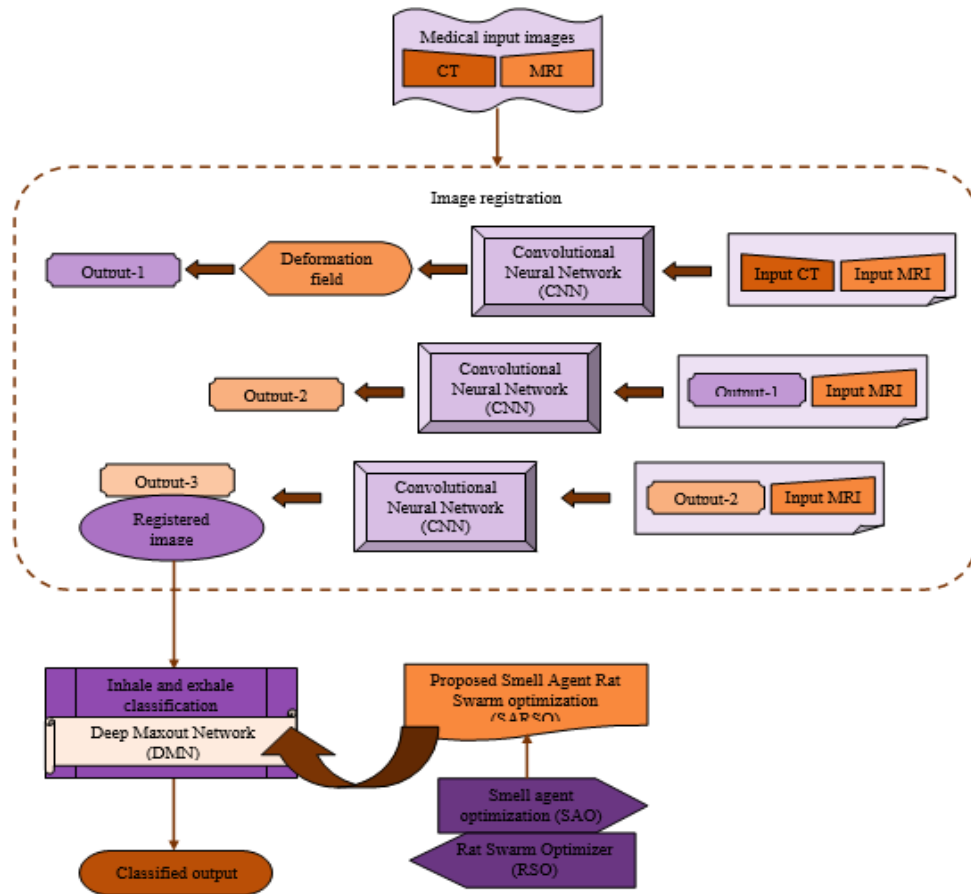 Medical input images
CT
MRI
Image registration
Output-1
Deformation
field
Convolutional
Neural Network
(CNN)
Input CT
Input MRI
Output-2
Convolutional
Neural Network
(CNN)
Output-1
Input MRI
Output-3
Registered
image
Convolutional
Neural Network
(CNN)
Output-2
Input MRI
Inhale and exhale
classification
Deep Maxout Network
(DMN)
Proposed Smell Agent Rat
Swarm optimization
(SARSO)
Smell agent
optimization (SAO)
Rat Swarm Optimizer
(RSO)
Classified output